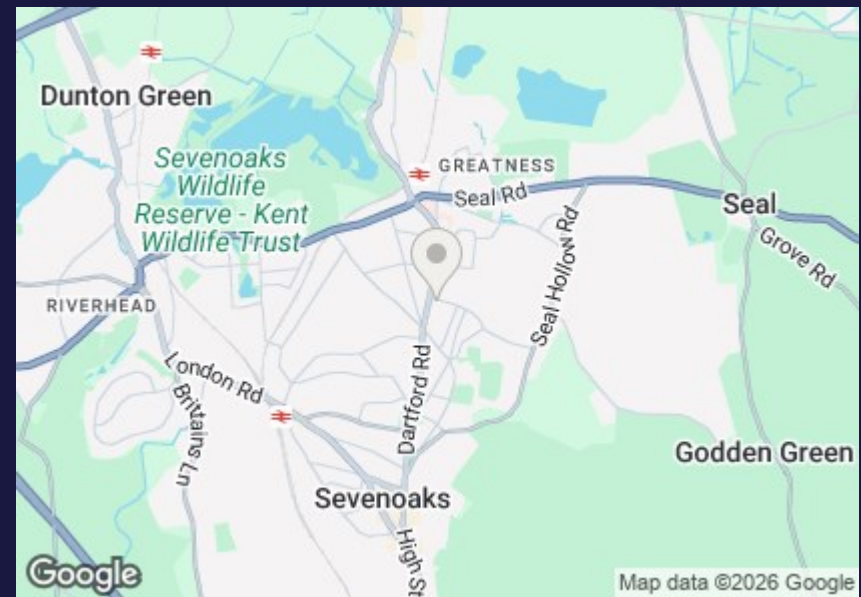 Dunton Green
Sevenoaks
Wildlife
Reserve - Kent
Wildlife Trust
GREATNESS
Seal Rd
Seal
Grove Rd
Seal Hollow Rd
RIVERHEAD
London Rd
Brittains Ln
Dartford Rd
Godden Green
Sevenoaks
High St
Google
Map data ©2026 Google